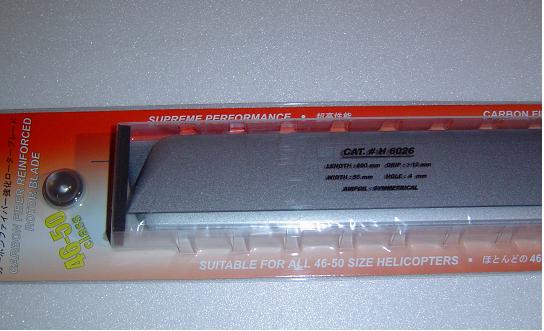 SUPREME PERFORMANCE • 超高性能
CARBON FI
ーボンファイバー強化ローターブレード
CARBON FIBER REINFORCED
ROTOR BLADE
46-50
Class
CAT. # H 6026
LENGTH : 600 mm GRIP : 12 mm
WIDTH : 55 mm HOLE : 4 mm
AIRFOIL : SYMMETRICAL
SUITABLE FOR ALL 46-50 SIZE HELICOPTERS • ほとんどの46